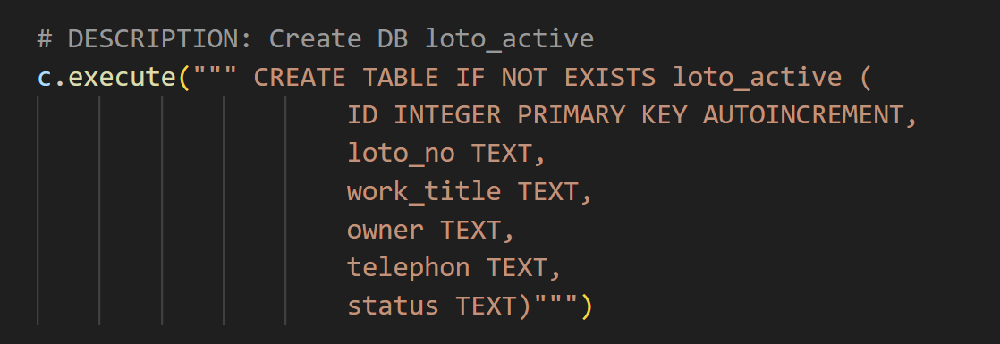 # DESCRIPTION: Create DB loto_active
c.execute(""" CREATE TABLE IF NOT EXISTS loto_active (
ID INTEGER PRIMARY KEY AUTOINCREMENT,
loto_no TEXT,
work_title TEXT,
owner TEXT,
telephon TEXT,
status TEXT)""")